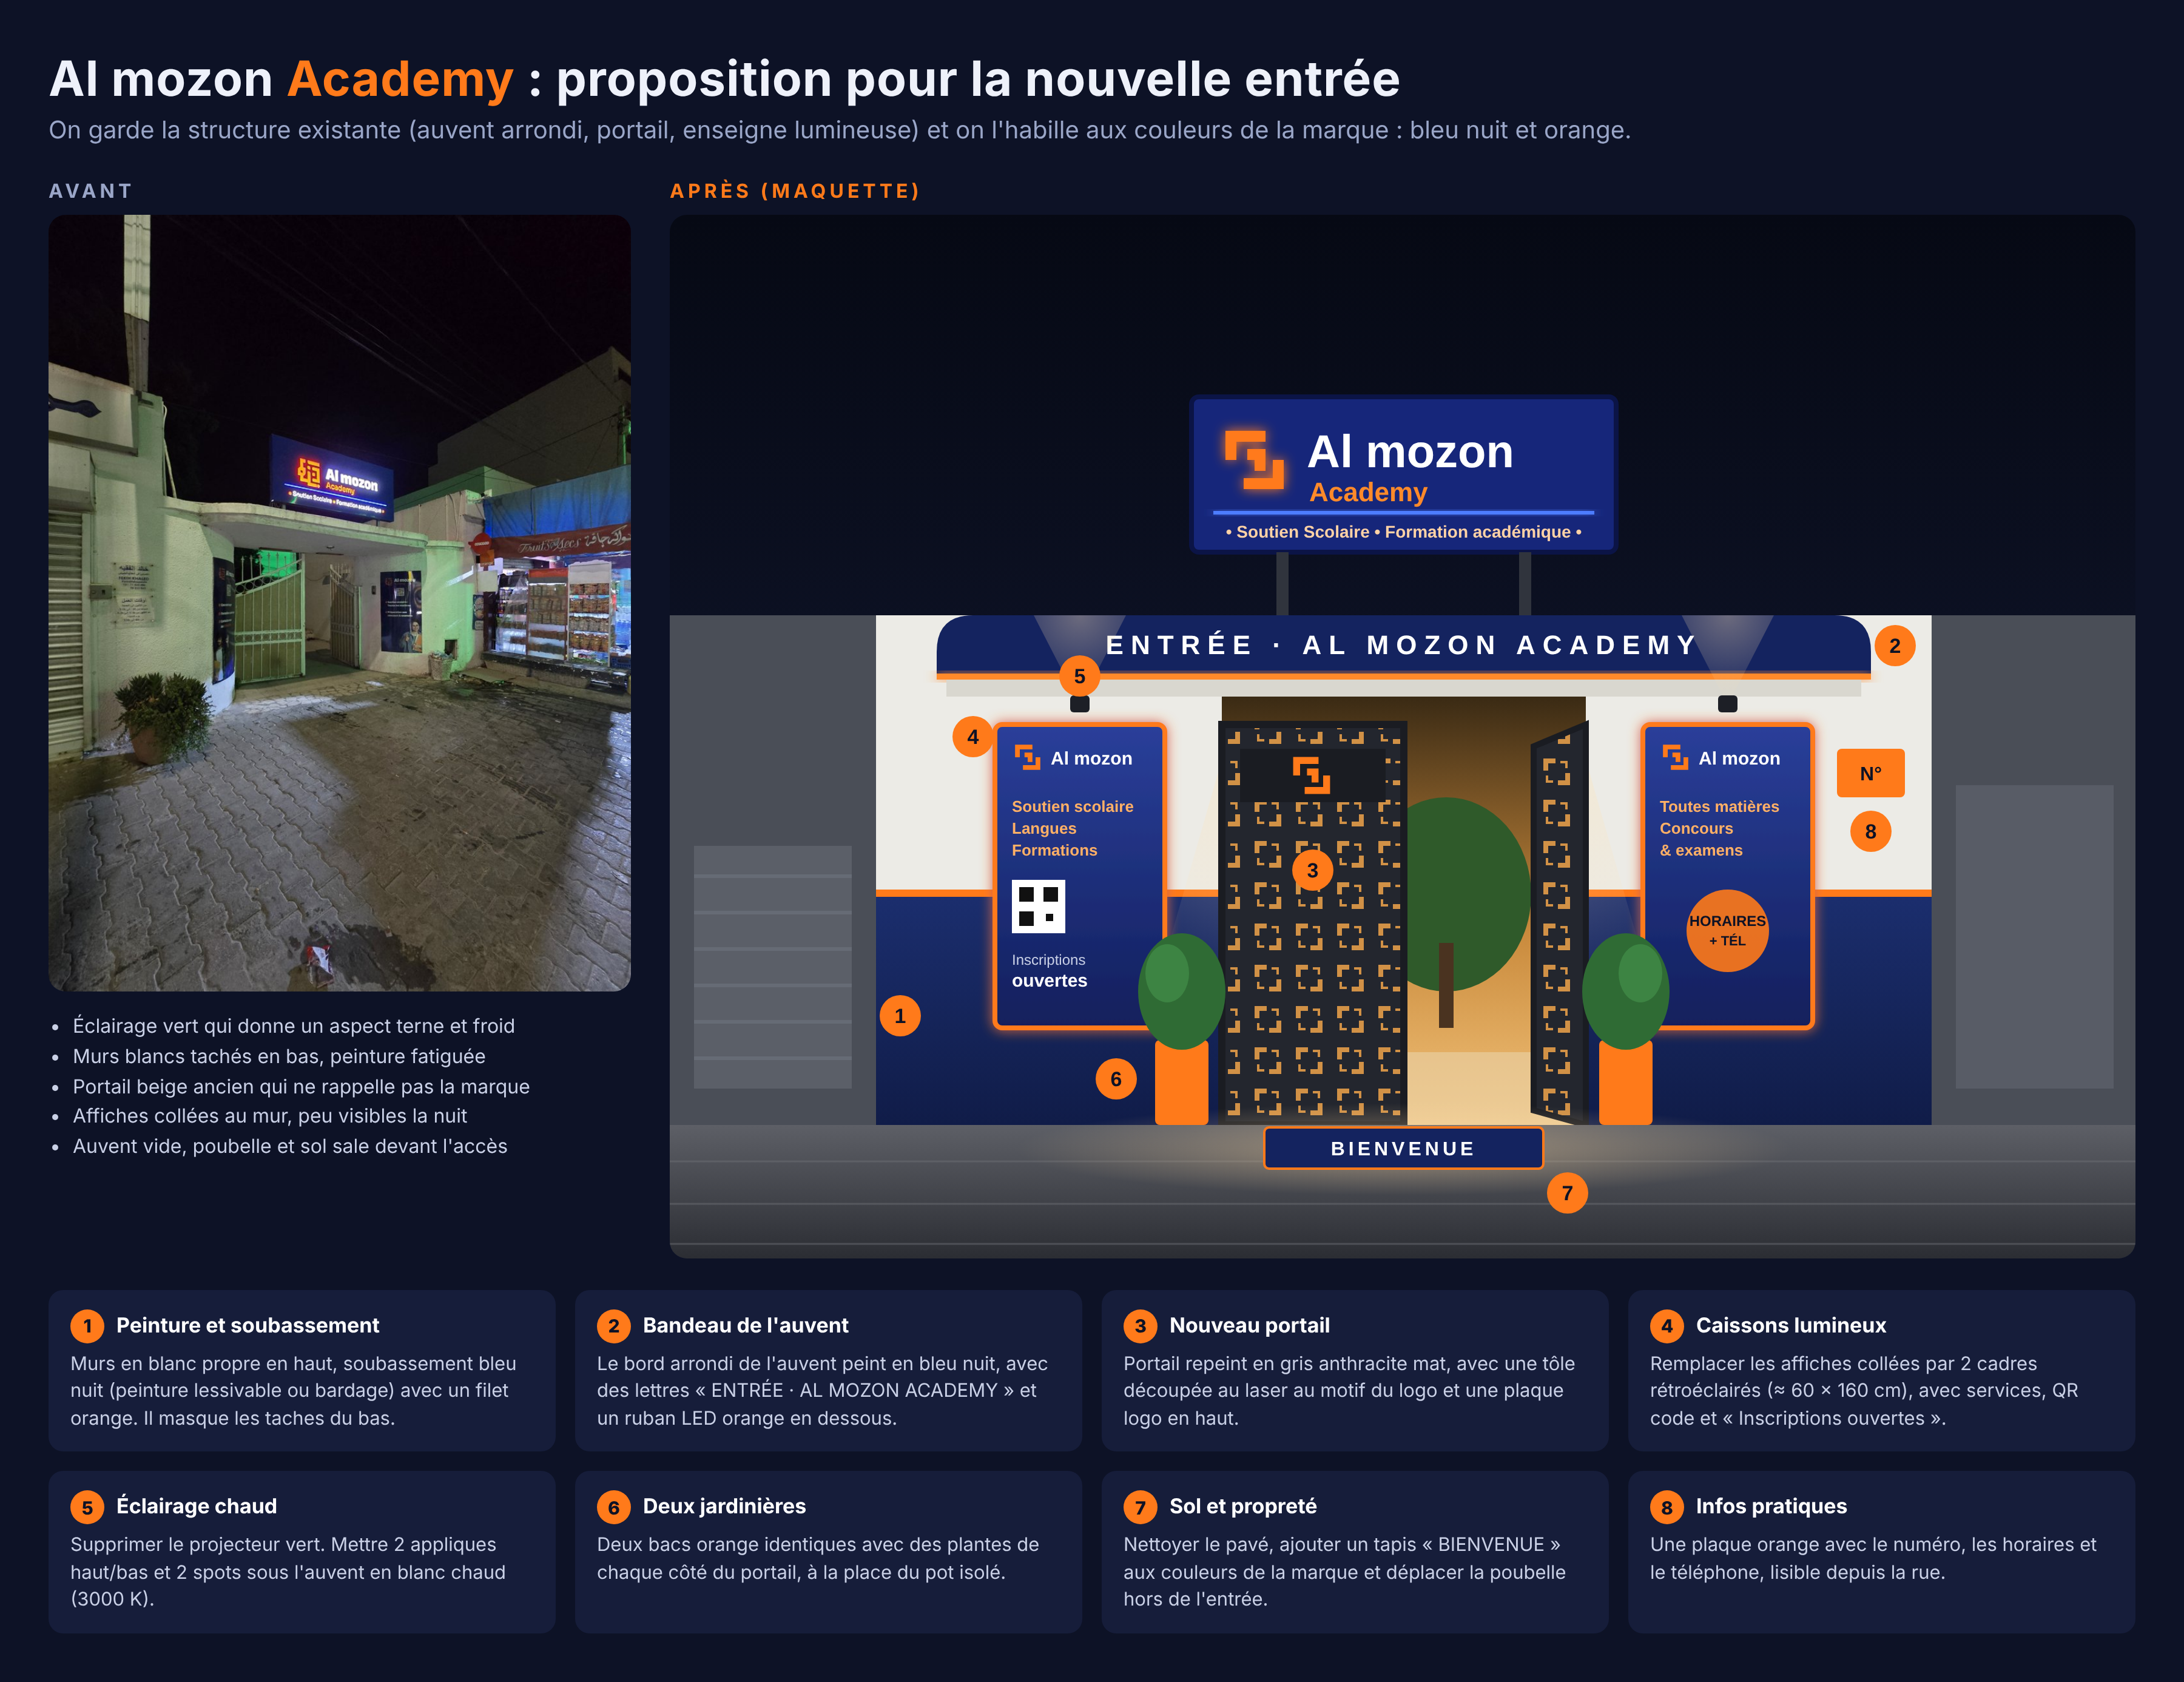 Al mozon Academy : proposition pour la nouvelle entrée
On garde la structure existante (auvent arrondi, portail, enseigne lumineuse) et on l'habille aux couleurs de la marque : bleu nuit et orange.
AVANT
Al mozon
Academy
• Soutien Scolaire • Formation académique •
• Éclairage vert qui donne un aspect terne et froid
• Murs blancs tachés en bas, peinture fatiguée
• Portail beige ancien qui ne rappelle pas la marque
• Affiches collées au mur, peu visibles la nuit
• Auvent vide, poubelle et sol sale devant l'accès
APRÈS (MAQUETTE)
Al mozon
Academy
• Soutien Scolaire • Formation académique •
ENTRÉE · AL MOZON ACADEMY
2
5
4
Al mozon
Soutien scolaire
Langues
Formations
Inscriptions
ouvertes
3
Al mozon
Toutes matières
Concours
& examens
HORAIRES
+ TÉL
N°
8
1
6
BIENVENUE
7
1 Peinture et soubassement
Murs en blanc propre en haut, soubassement bleu
nuit (peinture lessivable ou bardage) avec un filet
orange. Il masque les taches du bas.
2 Bandeau de l'auvent
Le bord arrondi de l'auvent peint en bleu nuit, avec
des lettres « ENTRÉE · AL MOZON ACADEMY » et
un ruban LED orange en dessous.
3 Nouveau portail
Portail repeint en gris anthracite mat, avec une tôle
découpée au laser au motif du logo et une plaque
logo en haut.
4 Caissons lumineux
Remplacer les affiches collées par 2 cadres
rétroéclairés (≈ 60 × 160 cm), avec services, QR
code et « Inscriptions ouvertes ».
5 Éclairage chaud
Supprimer le projecteur vert. Mettre 2 appliques
haut/bas et 2 spots sous l'auvent en blanc chaud
(3000 K).
6 Deux jardinières
Deux bacs orange identiques avec des plantes de
chaque côté du portail, à la place du pot isolé.
7 Sol et propreté
Nettoyer le pavé, ajouter un tapis « BIENVENUE »
aux couleurs de la marque et déplacer la poubelle
hors de l'entrée.
8 Infos pratiques
Une plaque orange avec le numéro, les horaires et
le téléphone, lisible depuis la rue.